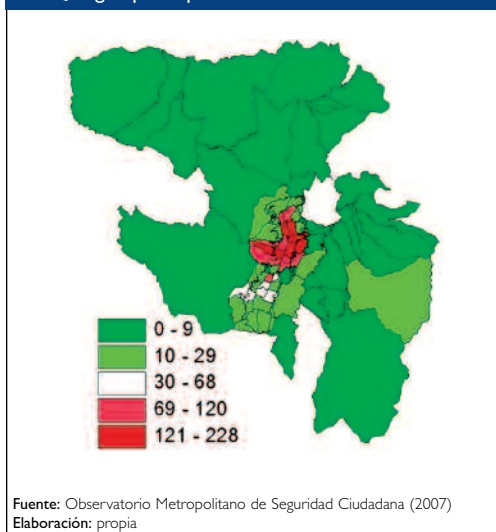 0 - 9
10 - 29
30 - 68
69 - 120
121 - 228
Fuente: Observatorio Metropolitano de Seguridad Ciudadana (2007)
Elaboración: propia